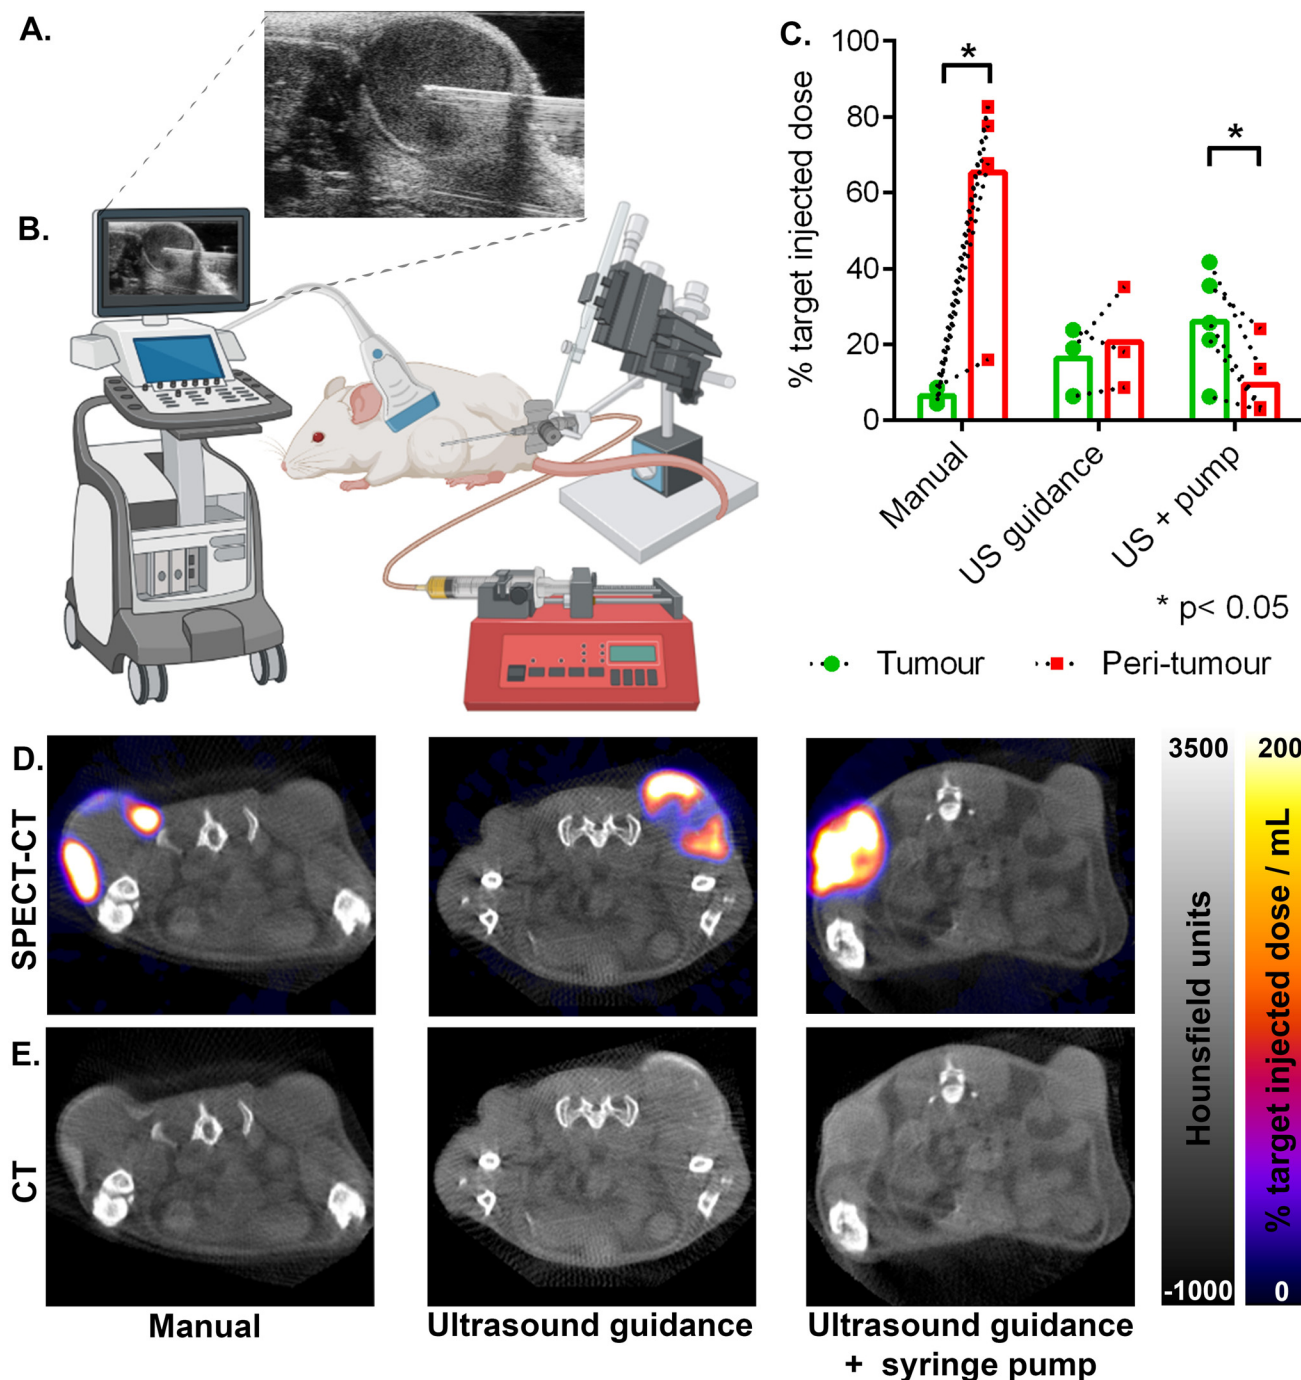 A.
B.
C.
% target injected dose
100
80
60
40
20
0
*
*
Manual
US guidance
US + pump
* p< 0.05
Tumour
Peri-tumour
D.
SPECT-CT
E.
CT
3500
Hounsfield units
-1000
200
% target injected dose / mL
0
Manual
Ultrasound guidance
Ultrasound guidance
+ syringe pump